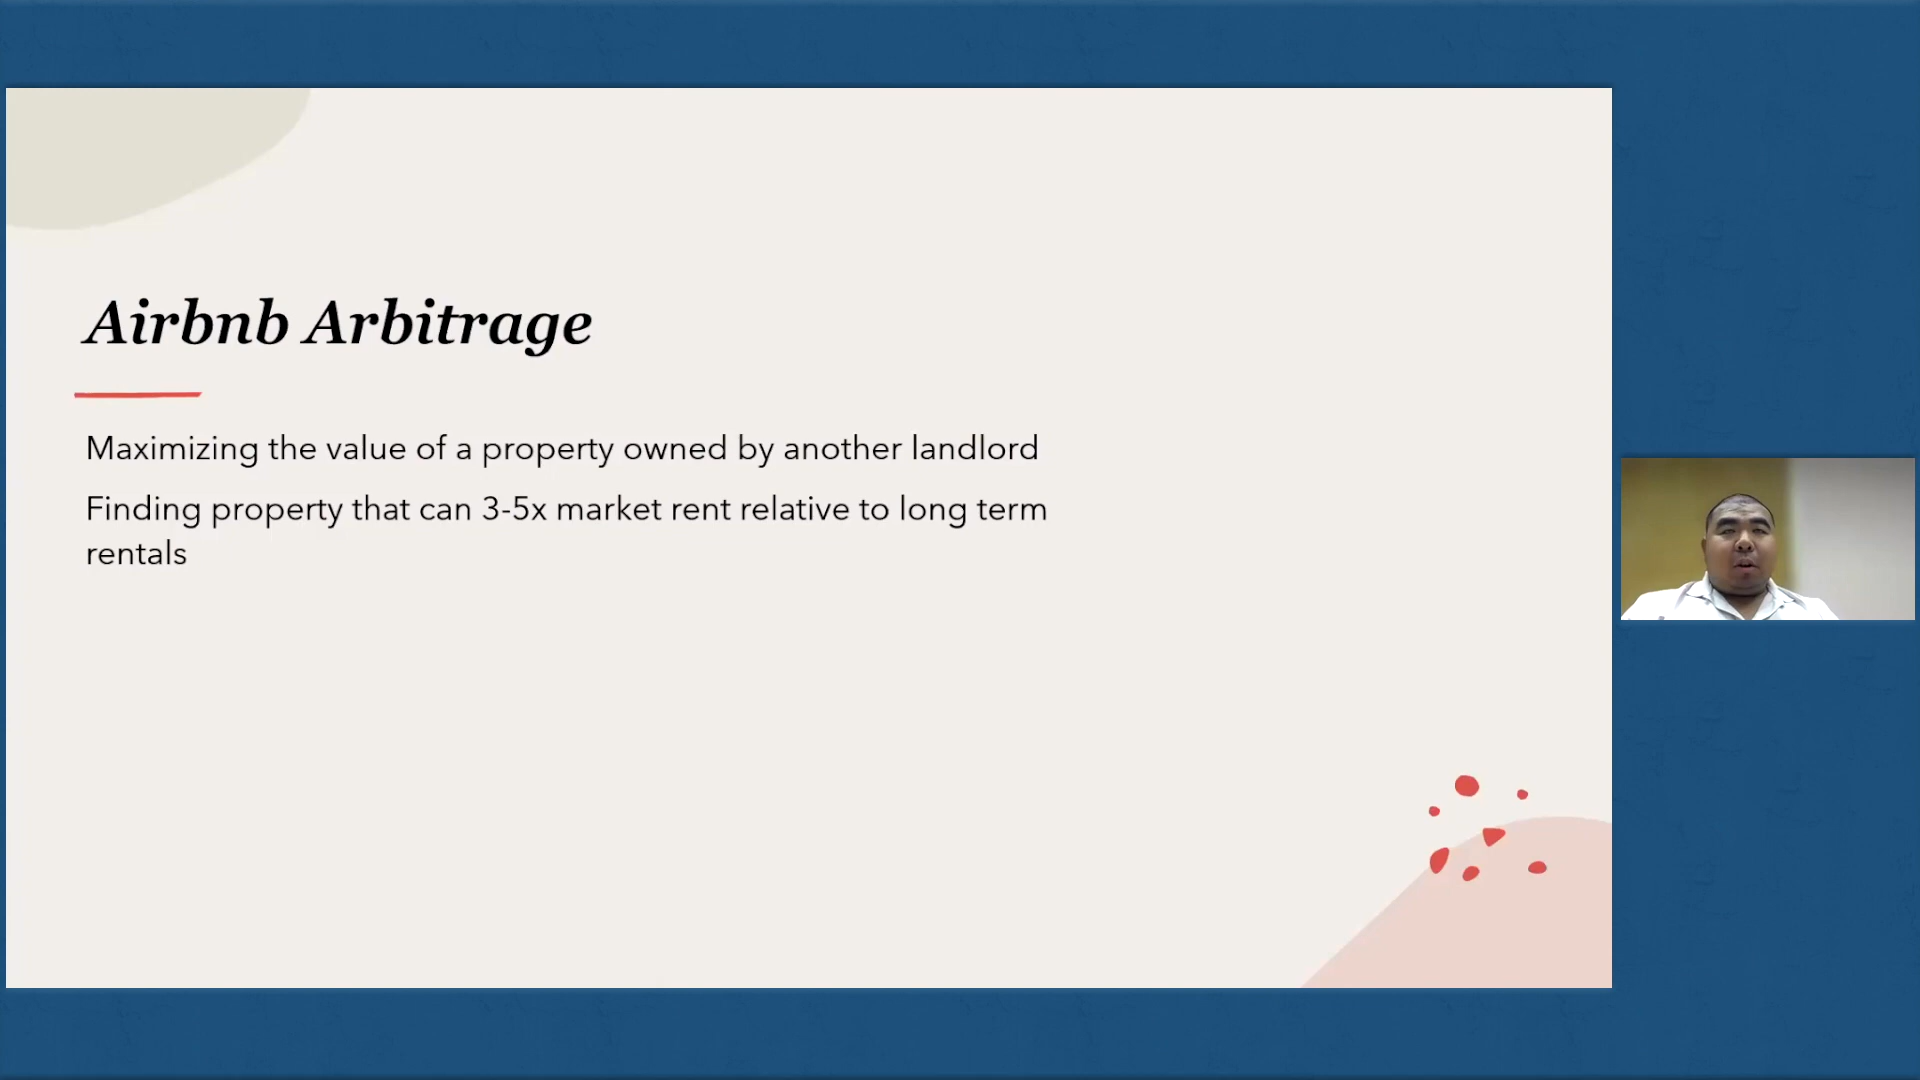 Airbnb Arbitrage
Maximizing the value of a property owned by another landlord
Finding property that can 3-5x market rent relative to long term
rentals